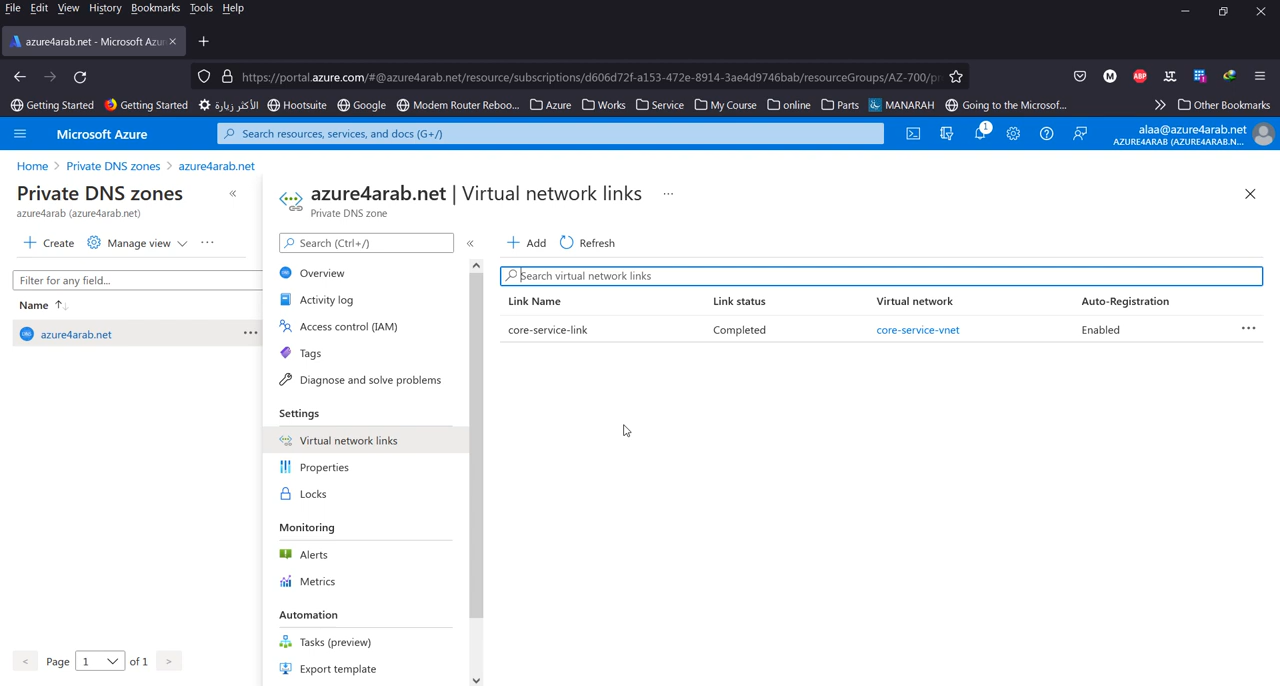 File Edit View History Bookmarks Tools Help
azure4arab.net - Microsoft Azu
https://portal.azure.com/#@azure4arab.net/resource/subscriptions/d606d72f-a153-472e-8914-3ae4d9746bab/resourceGroups/AZ-700/pr
Getting Started Getting Started الأكثر زيارة Hootsuite Google Modem Router Reboo... Azure Works Service My Course online Parts MANARAH Going to the Microsof... Other Bookmarks
Microsoft Azure Search resources, services, and docs (G+/) 1 alaa@azure4arab.net
AZURE4ARAB (AZURE4ARAB.N...
Home > Private DNS zones > azure4arab.net
Private DNS zones
azure4arab (azure4arab.net)
Create Manage view ...
Filter for any field...
Name
azure4arab.net ...
Page 1 of 1
azure4arab.net | Virtual network links ...
Private DNS zone
Search (Ctrl+/)
Overview
Activity log
Access control (IAM)
Tags
Diagnose and solve problems
Settings
Virtual network links
Properties
Locks
Monitoring
Alerts
Metrics
Automation
Tasks (preview)
Export template
Add Refresh
Search virtual network links
Link Name Link status Virtual network Auto-Registration
core-service-link Completed core-service-vnet Enabled ...